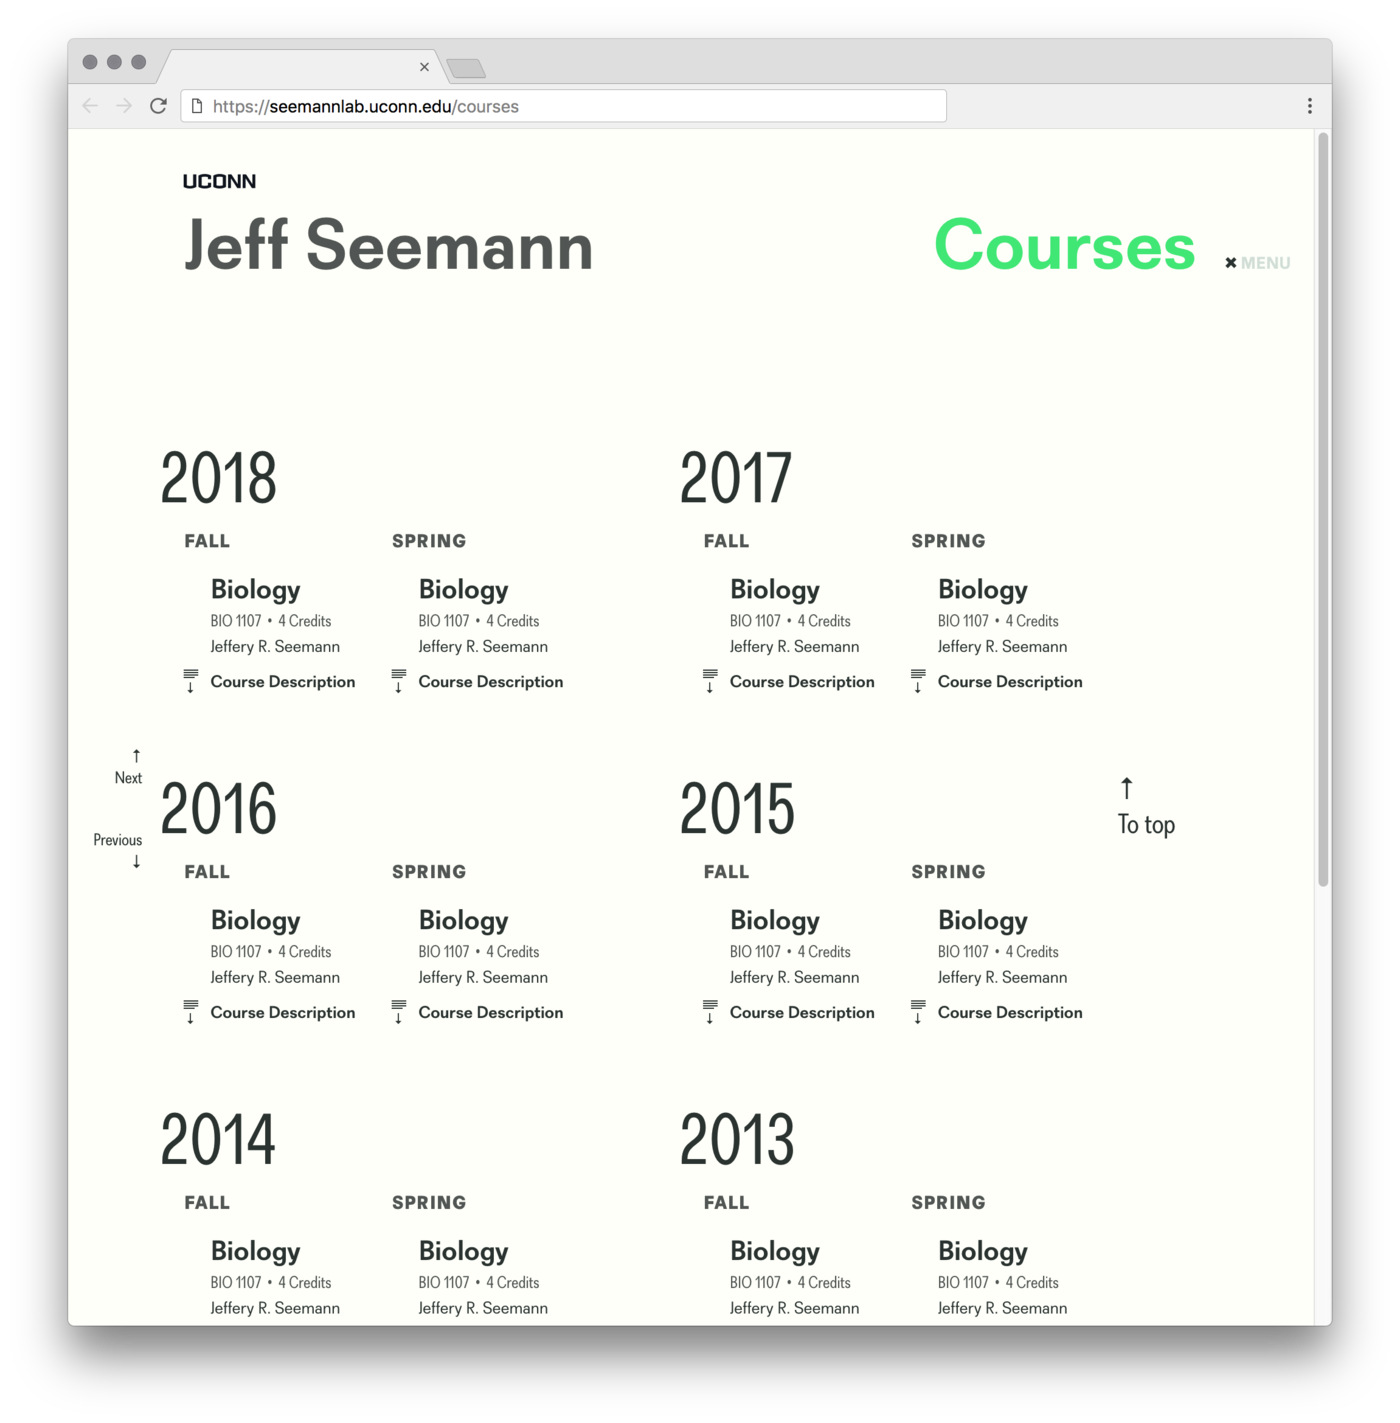 https://seemannlab.uconn.edu/courses
UCONN
Jeff Seemann
Courses
✖ MENU
2018
FALL
Biology
BIO 1107 • 4 Credits
Jeffery R. Seemann
Course Description
SPRING
Biology
BIO 1107 • 4 Credits
Jeffery R. Seemann
Course Description
2017
FALL
Biology
BIO 1107 • 4 Credits
Jeffery R. Seemann
Course Description
SPRING
Biology
BIO 1107 • 4 Credits
Jeffery R. Seemann
Course Description
↑
Next
Previous
↓
2016
FALL
Biology
BIO 1107 • 4 Credits
Jeffery R. Seemann
Course Description
SPRING
Biology
BIO 1107 • 4 Credits
Jeffery R. Seemann
Course Description
2015
FALL
Biology
BIO 1107 • 4 Credits
Jeffery R. Seemann
Course Description
SPRING
Biology
BIO 1107 • 4 Credits
Jeffery R. Seemann
Course Description
↑
To top
2014
FALL
Biology
BIO 1107 • 4 Credits
Jeffery R. Seemann
SPRING
Biology
BIO 1107 • 4 Credits
Jeffery R. Seemann
2013
FALL
Biology
BIO 1107 • 4 Credits
Jeffery R. Seemann
SPRING
Biology
BIO 1107 • 4 Credits
Jeffery R. Seemann